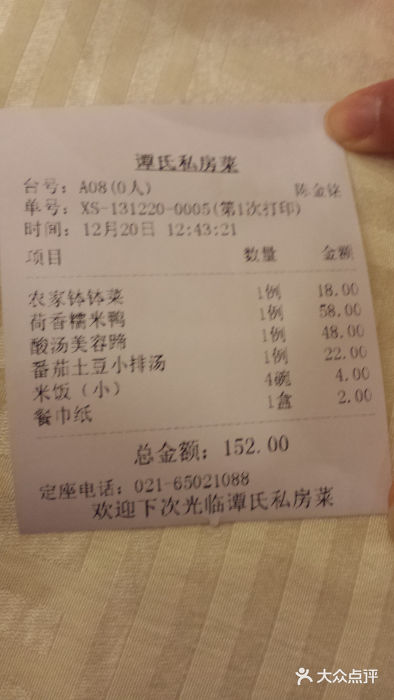 谭氏私房菜
台号：A08(0人) 陈金铭
单号：XS-131220-0005(第1次打印)
时间：12月20日 12:43:21
项目 数量 金额
农家钵钵菜 1例 18.00
荷香糯米鸭 1例 58.00
酸汤美容蹄 1例 48.00
番茄土豆小排汤 1例 22.00
米饭（小） 4碗 4.00
餐巾纸 1盒 2.00
总金额：152.00
定座电话：021-65021088
欢迎下次光临谭氏私房菜
大众点评